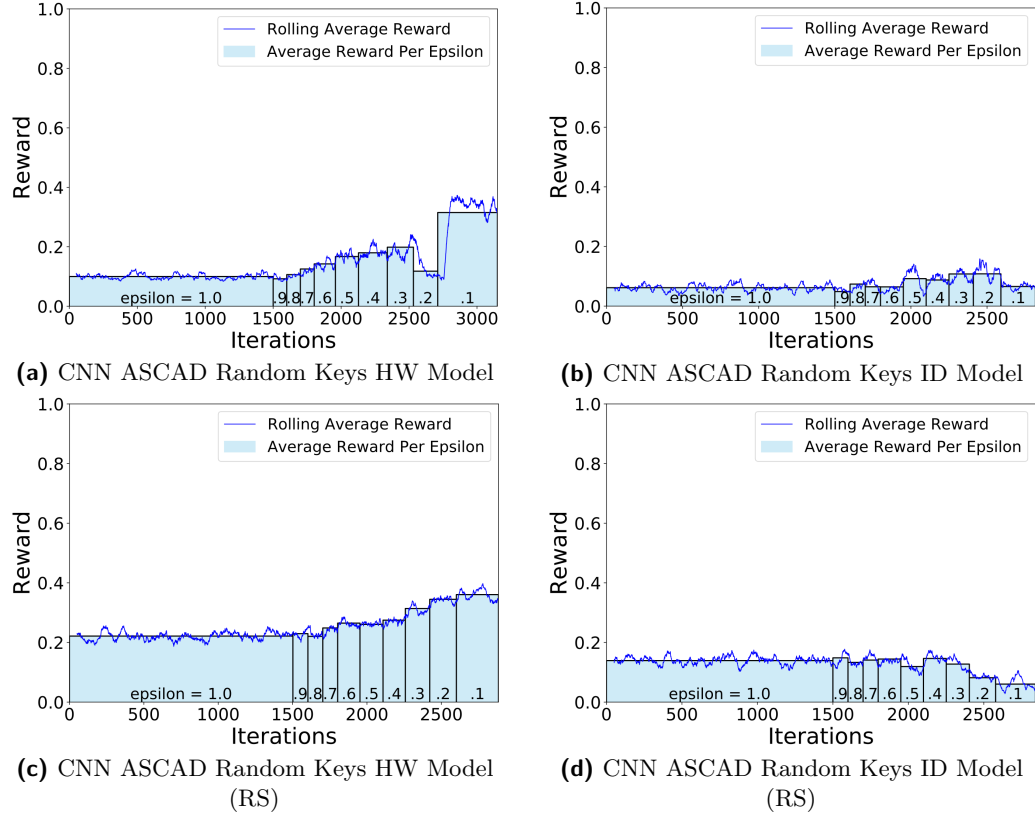 1.0
0.8
0.6
0.4
0.2
0.0
Reward
Rolling Average Reward
Average Reward Per Epsilon
epsilon = 1.0 .9 .8 .7 .6 .5 .4 .3 .2 .1
0 500 1000 1500 2000 2500 3000
Iterations
(a) CNN ASCAD Random Keys HW Model
1.0
0.8
0.6
0.4
0.2
0.0
Reward
Rolling Average Reward
Average Reward Per Epsilon
epsilon = 1.0 .9 .8 .7 .6 .5 .4 .3 .2 .1
0 500 1000 1500 2000 2500
Iterations
(b) CNN ASCAD Random Keys ID Model
1.0
0.8
0.6
0.4
0.2
0.0
Reward
Rolling Average Reward
Average Reward Per Epsilon
epsilon = 1.0 .9 .8 .7 .6 .5 .4 .3 .2 .1
0 500 1000 1500 2000 2500
Iterations
(c) CNN ASCAD Random Keys HW Model
(RS)
1.0
0.8
0.6
0.4
0.2
0.0
Reward
Rolling Average Reward
Average Reward Per Epsilon
epsilon = 1.0 .9 .8 .7 .6 .5 .4 .3 .2 .1
0 500 1000 1500 2000 2500
Iterations
(d) CNN ASCAD Random Keys ID Model
(RS)